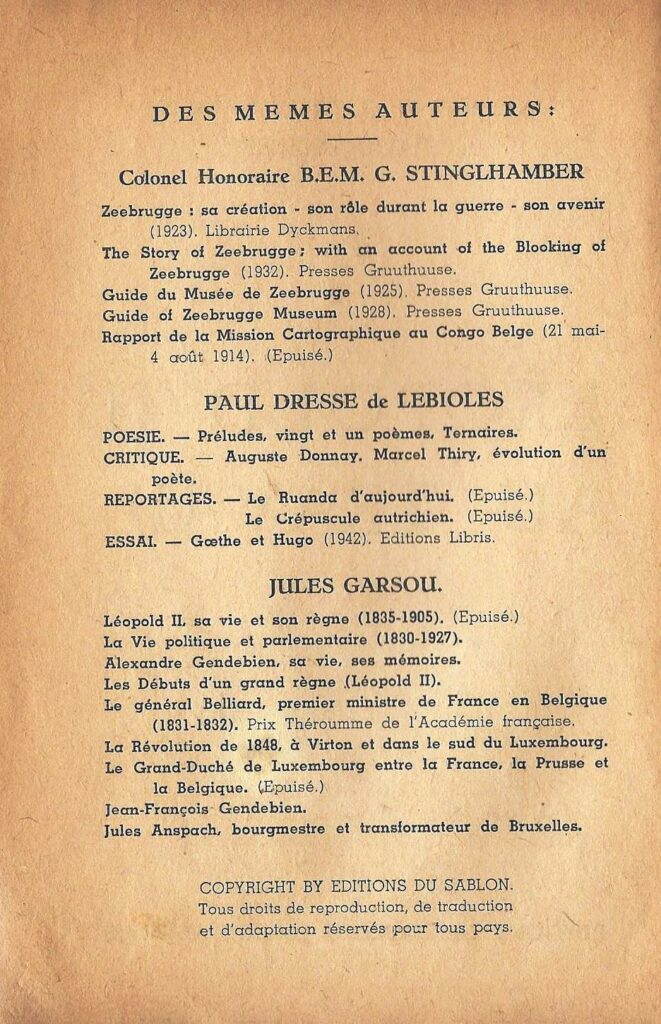 DES MEMES AUTEURS:
Colonel Honoraire B.E.M. G. STINGLHAMBER
Zeebrugge : sa création - son rôle durant la guerre - son avenir
(1923). Librairie Dyckmans.
The Story of Zeebrugge; with an account of the Blooking of
Zeebrugge (1932). Presses Gruuthuuse.
Guide du Musée de Zeebrugge (1925). Presses Gruuthuuse.
Guide of Zeebrugge Museum (1928). Presses Gruuthuuse.
Rapport de la Mission Cartographique au Congo Belge (21 mai-
4 août 1914). (Epuisé.)
PAUL DRESSE de LEBIOLES
POESIE. — Préludes, vingt et un poèmes, Ternaires.
CRITIQUE. — Auguste Donnay. Marcel Thiry, évolution d'un
poète.
REPORTAGES. — Le Ruanda d'aujourd'hui. (Epuisé.)
Le Crépuscule autrichien. (Epuisé.)
ESSAI. — Gœthe et Hugo (1942). Editions Libris.
JULES GARSOU.
Léopold II, sa vie et son règne (1835-1905). (Epuisé.)
La Vie politique et parlementaire (1830-1927).
Alexandre Gendebien, sa vie, ses mémoires.
Les Débuts d'un grand règne (Léopold II).
Le général Belliard, premier ministre de France en Belgique
(1831-1832). Prix Théroumme de l'Académie française.
La Révolution de 1848, à Virton et dans le sud du Luxembourg.
Le Grand-Duché de Luxembourg entre la France, la Prusse et
la Belgique. (Epuisé.)
Jean-François Gendebien.
Jules Anspach, bourgmestre et transformateur de Bruxelles.
COPYRIGHT BY EDITIONS DU SABLON.
Tous droits de reproduction, de traduction
et d'adaptation réservés pour tous pays.